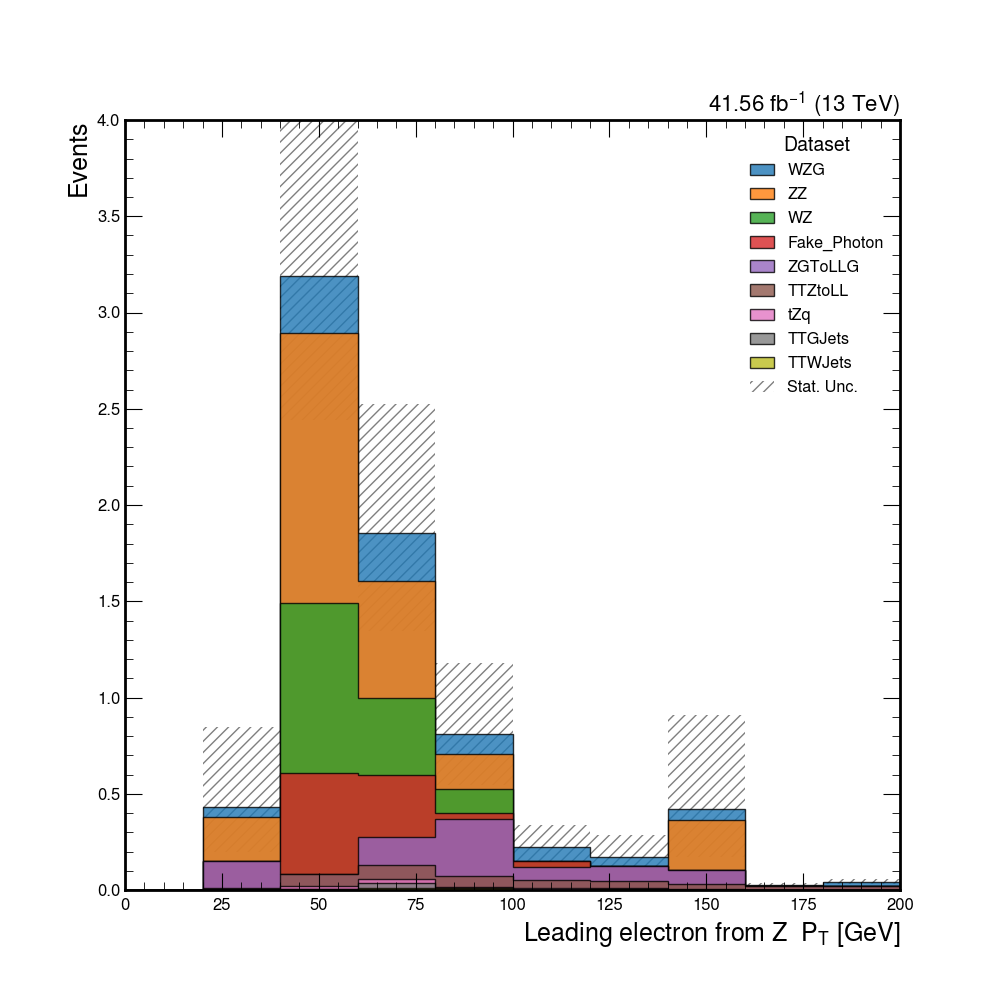 41.56 fb⁻¹ (13 TeV)
Events
4.0
3.5
3.0
2.5
2.0
1.5
1.0
0.5
0.0
Dataset
WZG
ZZ
WZ
Fake_Photon
ZGToLLG
TTZtoLL
tZq
TTGJets
TTWJets
Stat. Unc.
0 25 50 75 100 125 150 175 200
Leading electron from Z P_T [GeV]